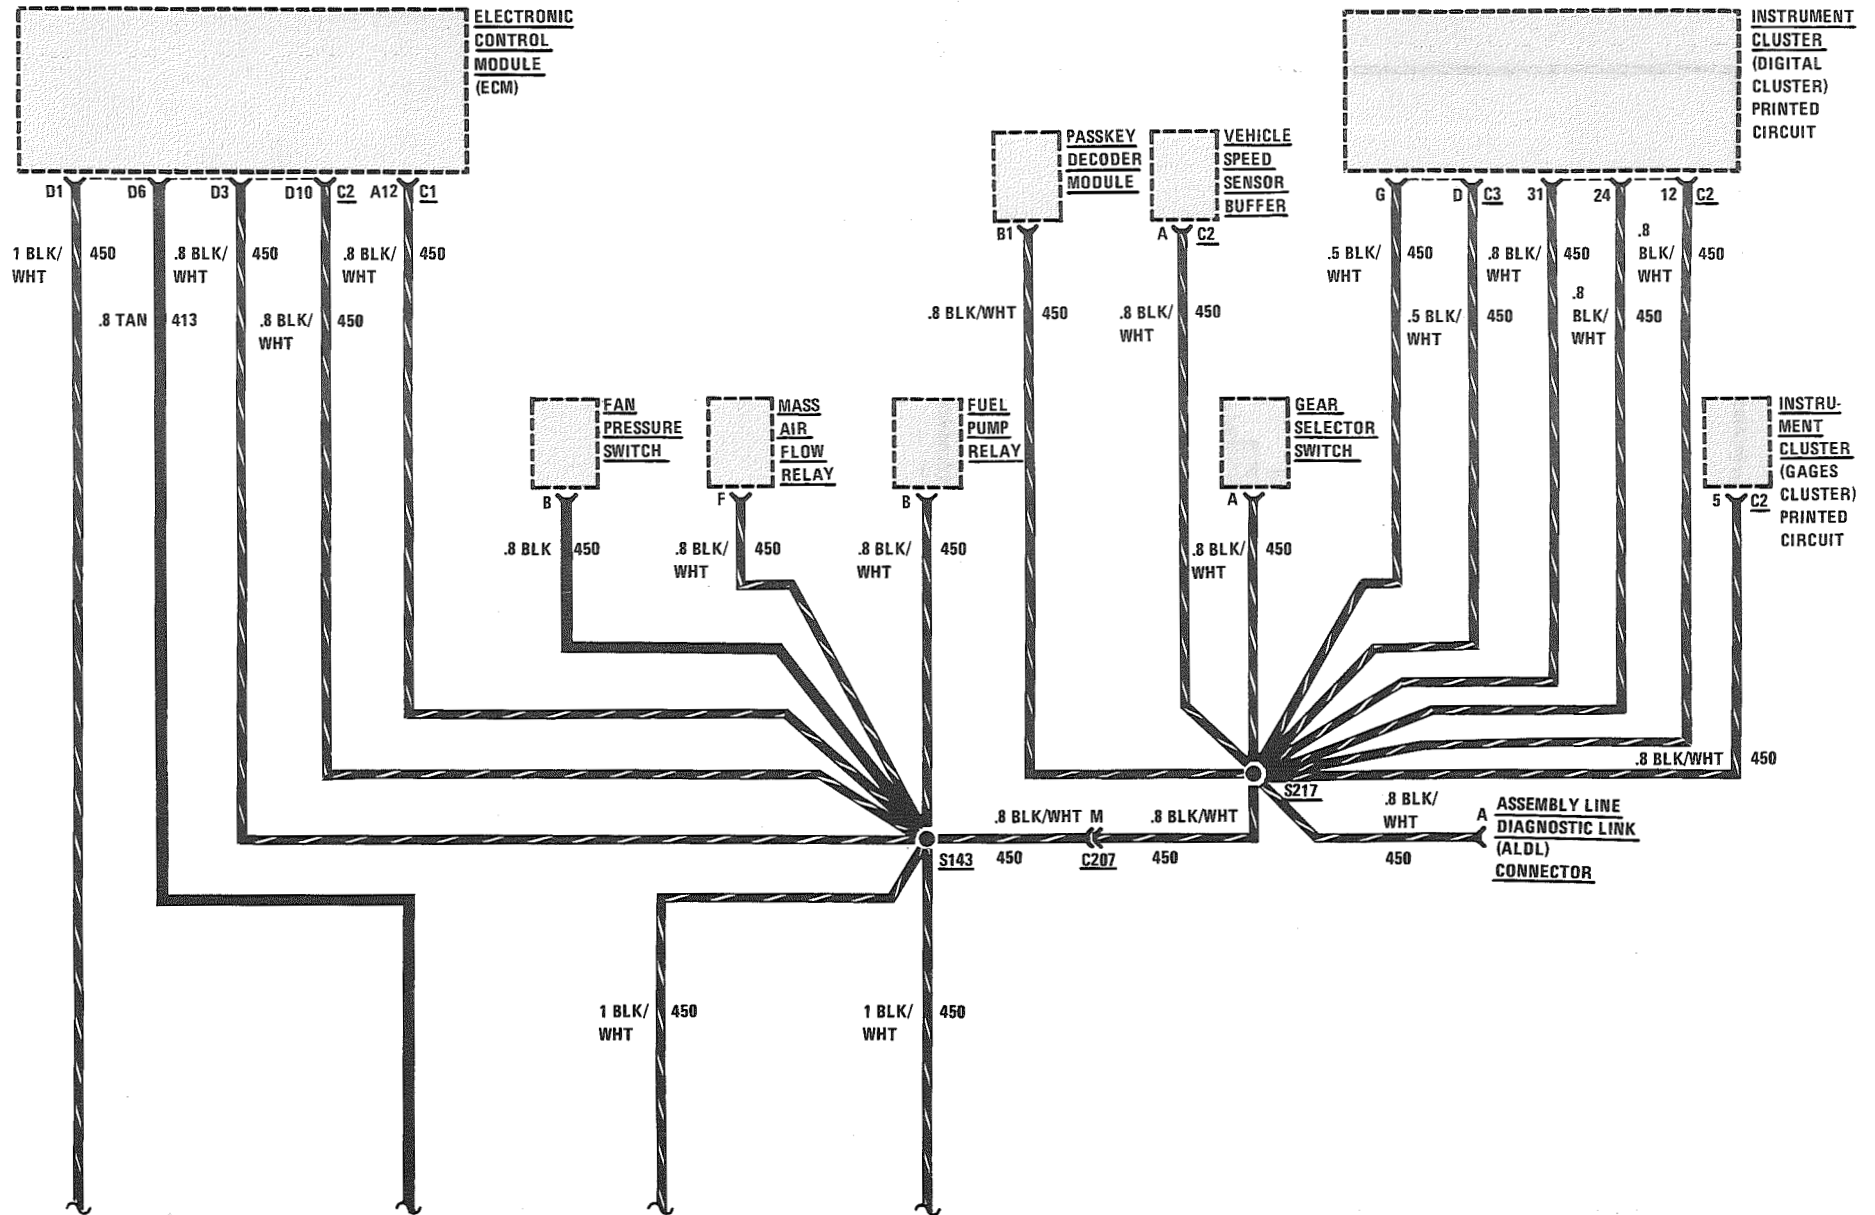 ELECTRONIC
CONTROL
MODULE
(ECM)
INSTRUMENT
CLUSTER
(DIGITAL
CLUSTER)
PRINTED
CIRCUIT
PASSKEY
DECODER
MODULE
VEHICLE
SPEED
SENSOR
BUFFER
D1
D6
D3
D10
C2
A12
C1
B1
A
C2
G
D
C3
31
24
12
C2
1 BLK/
WHT
450
.8 TAN
413
.8 BLK/
WHT
450
.8 BLK/
WHT
450
.8 BLK/
WHT
450
.8 BLK/WHT
450
.8 BLK/
WHT
450
.5 BLK/
WHT
450
.5 BLK/
WHT
450
.8 BLK/
WHT
450
.8
BLK/
WHT
450
.8
BLK/
WHT
450
FAN
PRESSURE
SWITCH
MASS
AIR
FLOW
RELAY
FUEL
PUMP
RELAY
GEAR
SELECTOR
SWITCH
INSTRU-
MENT
CLUSTER
(GAGES
CLUSTER)
PRINTED
CIRCUIT
B
F
B
A
5
C2
.8 BLK
450
.8 BLK/
WHT
450
.8 BLK/
WHT
450
.8 BLK/
WHT
450
.8 BLK/WHT
450
S217
.8 BLK/WHT
M
.8 BLK/WHT
S143
450
C207
450
.8 BLK/
WHT
450
A
ASSEMBLY LINE
DIAGNOSTIC LINK
(ALDL)
CONNECTOR
1 BLK/
WHT
450
1 BLK/
WHT
450